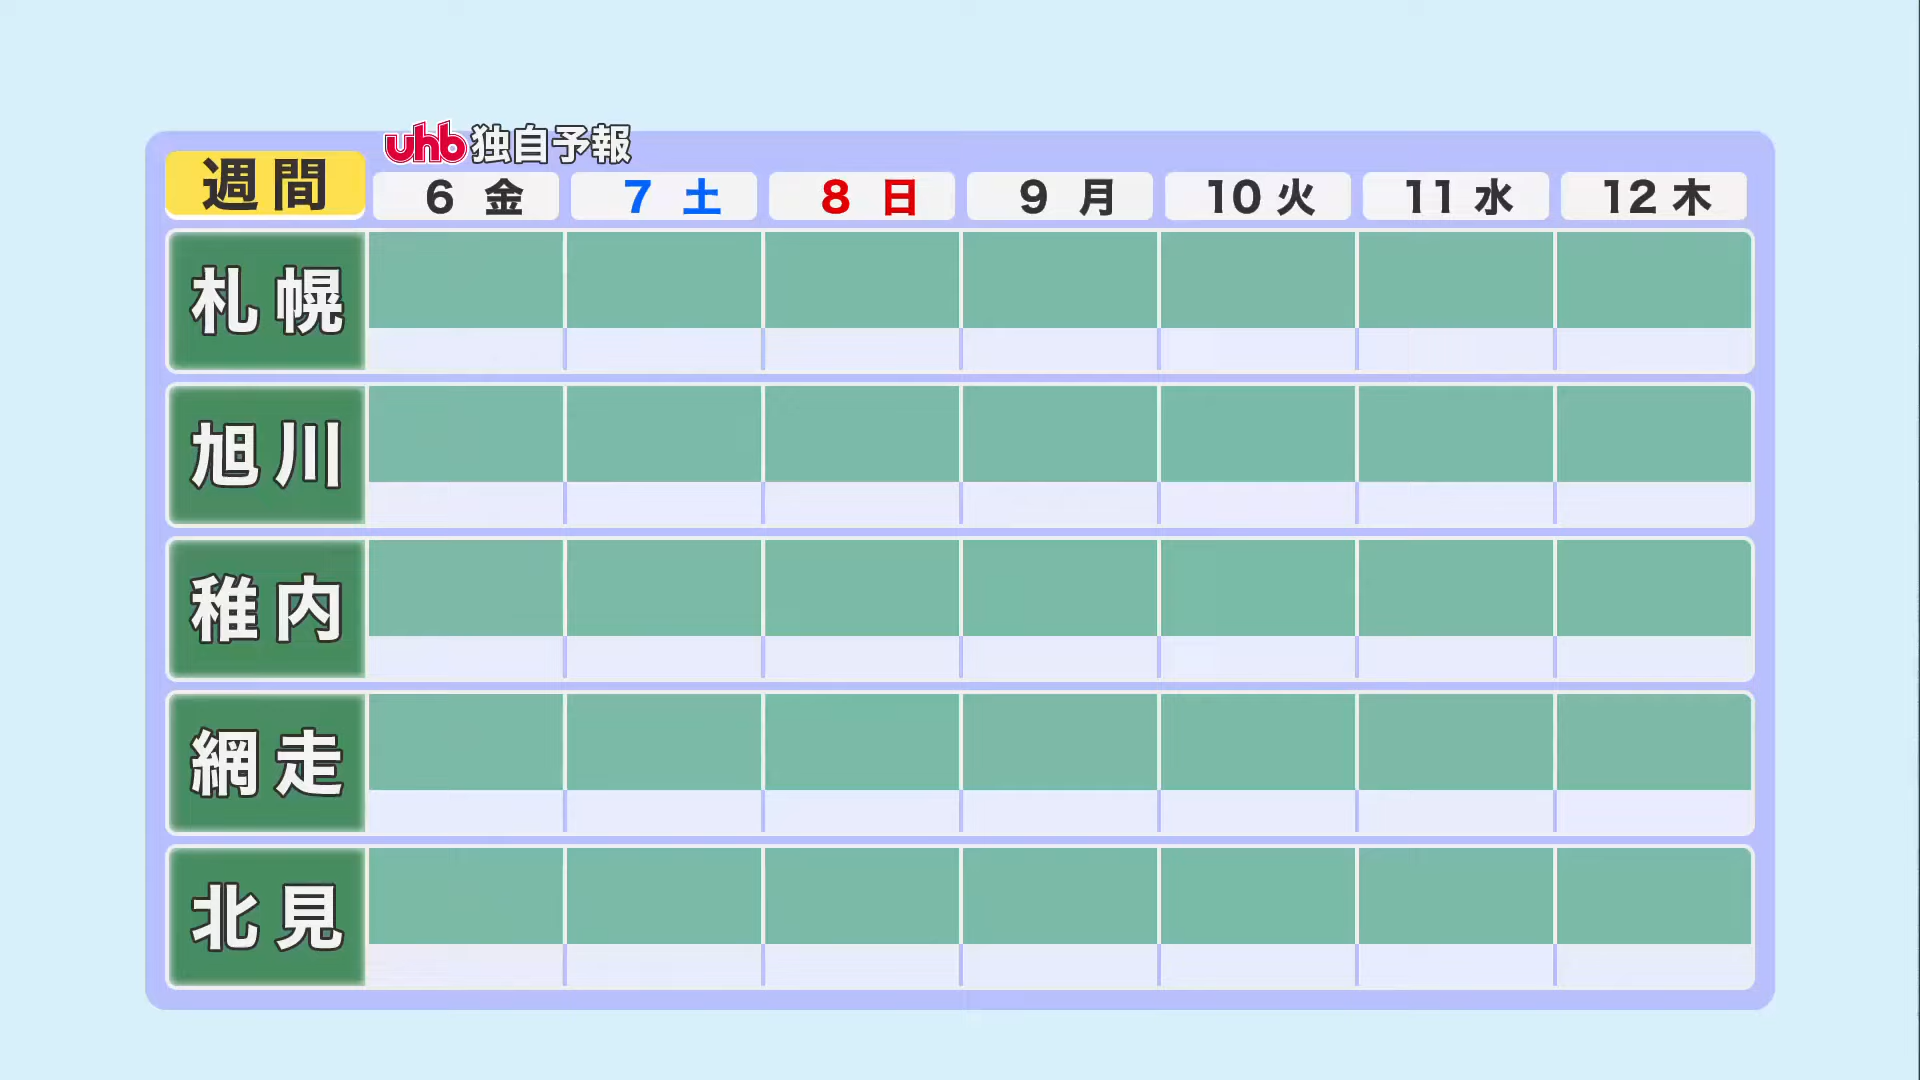 uhb独自予報
週間 6 金 7 土 8 日 9 月 10 火 11 水 12 木
札幌
旭川
稚内
網走
北見